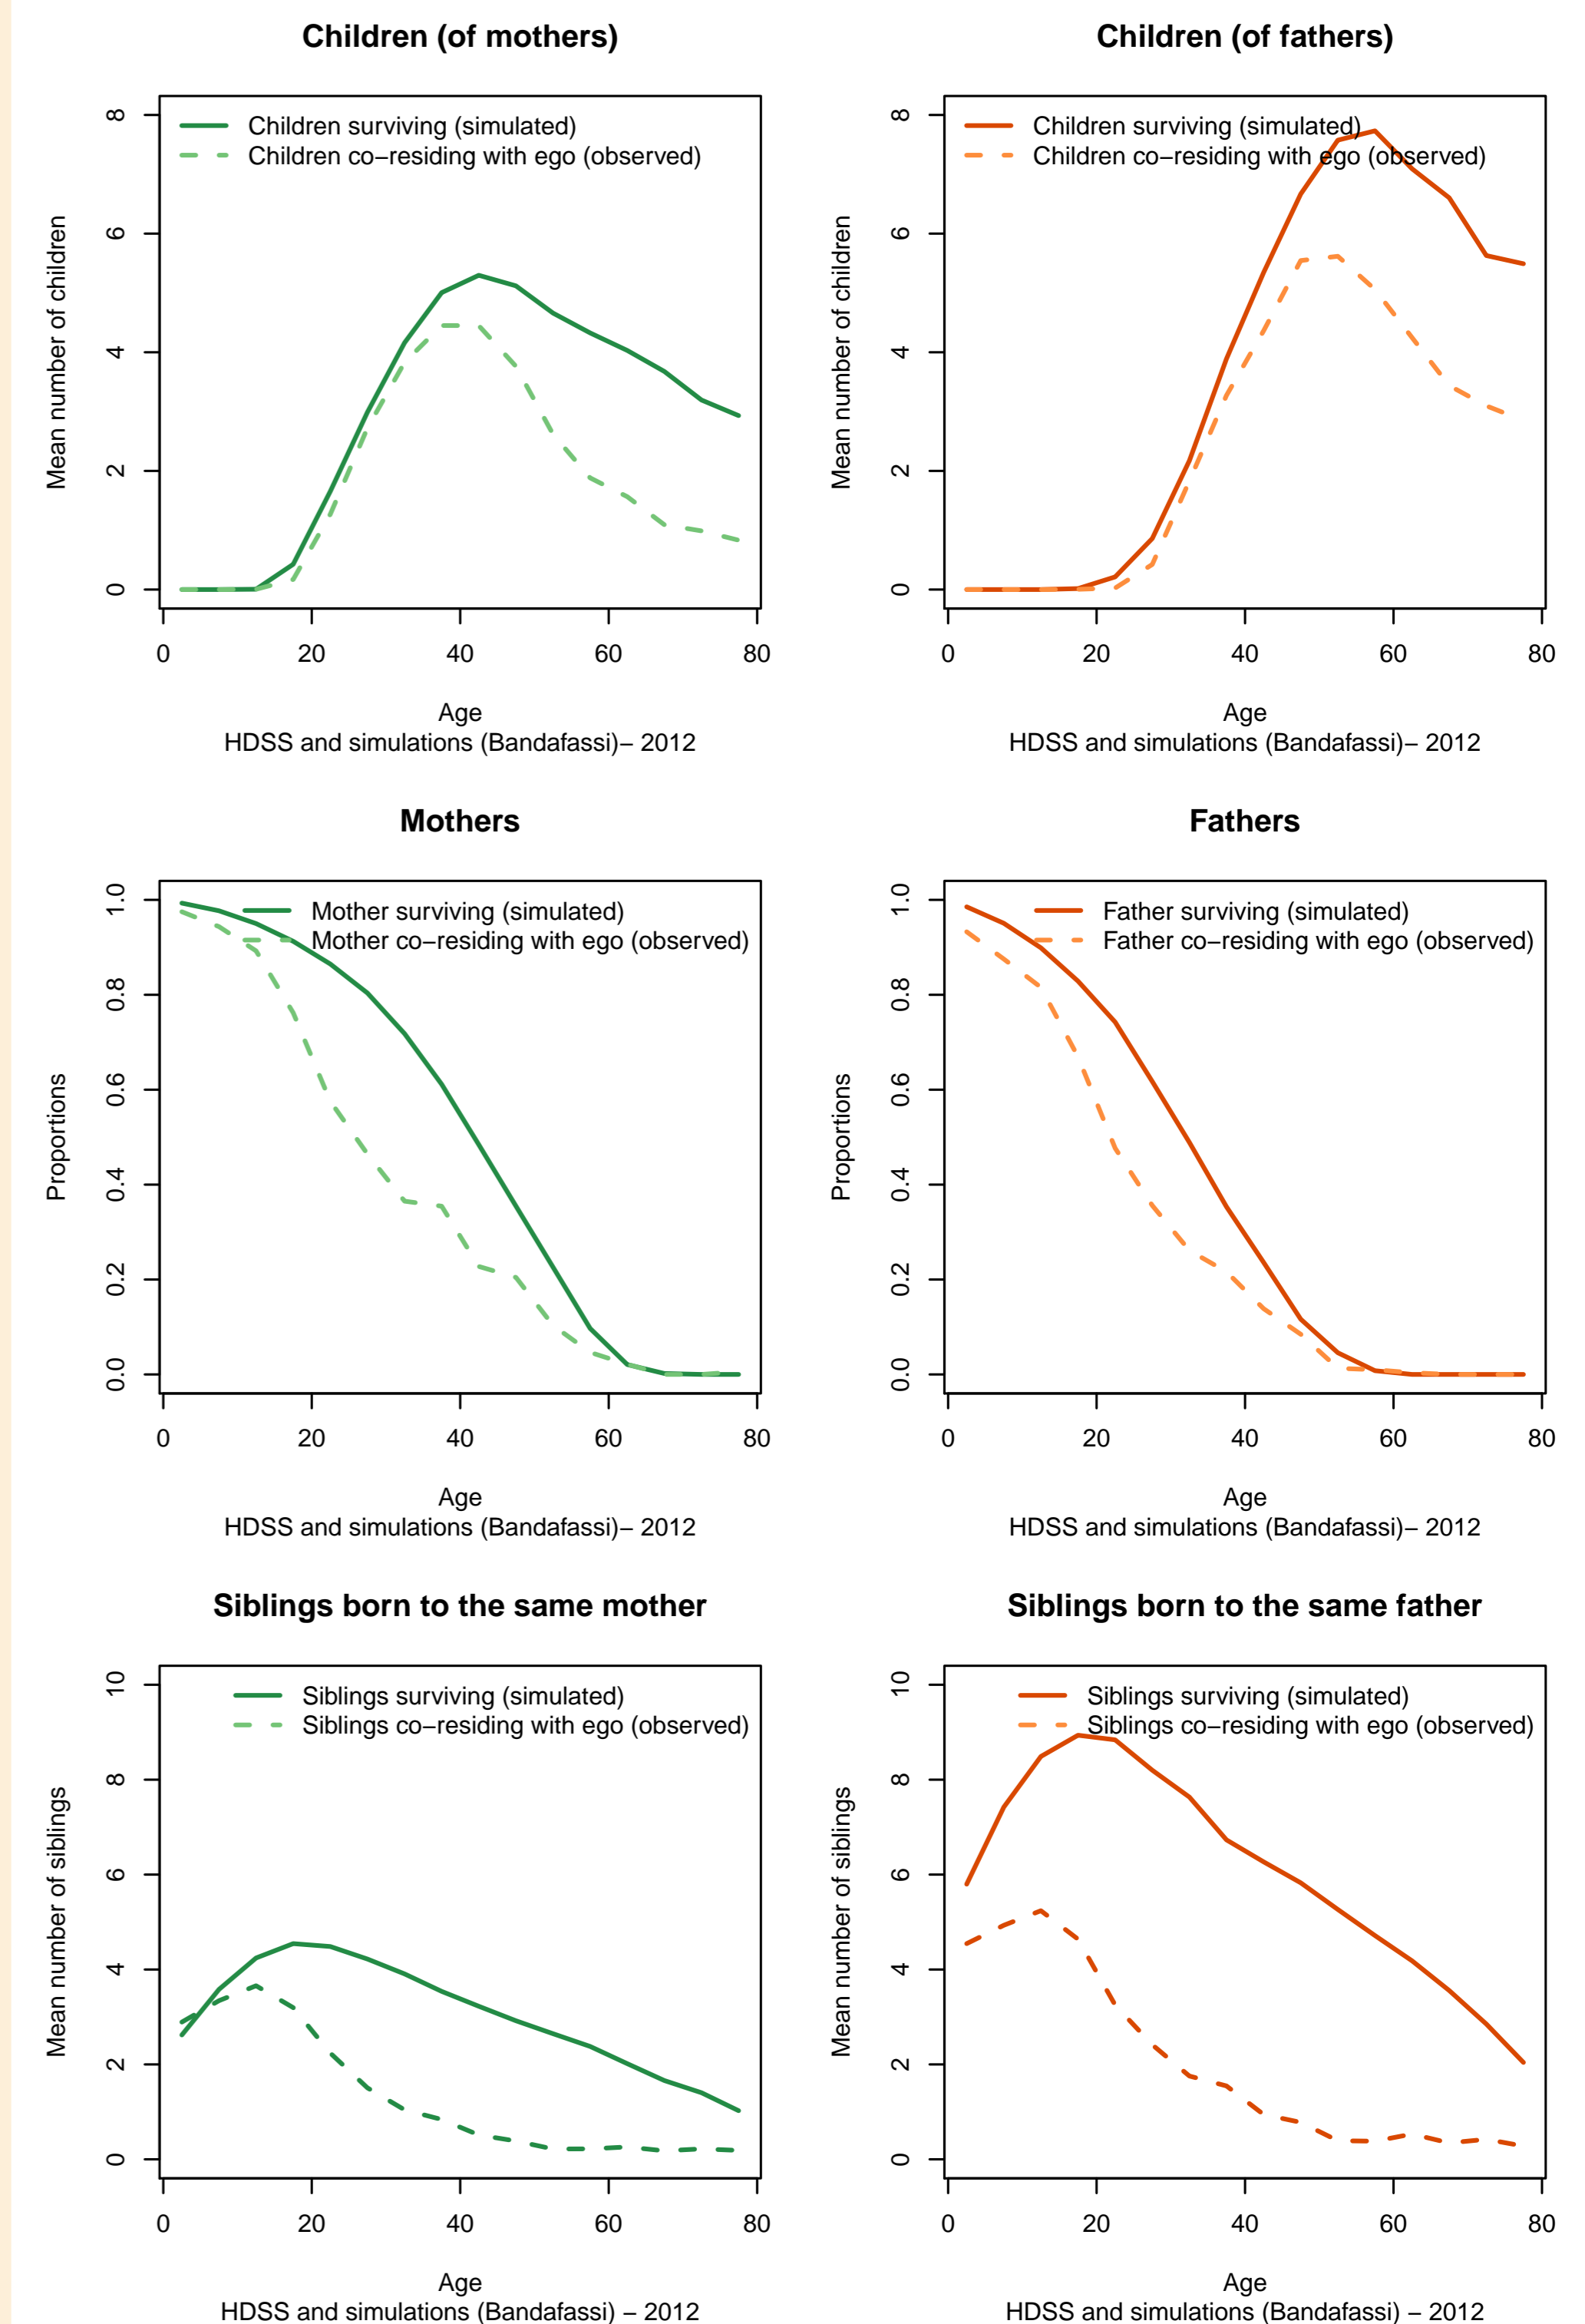 Children (of mothers)
Children surviving (simulated)
Children co−residing with ego (observed)
Mean number of children
0 2 4 6 8
0 20 40 60 80
Age
HDSS and simulations (Bandafassi)− 2012
Children (of fathers)
Children surviving (simulated)
Children co−residing with ego (observed)
Mean number of children
0 2 4 6 8
0 20 40 60 80
Age
HDSS and simulations (Bandafassi)− 2012
Mothers
Mother surviving (simulated)
Mother co−residing with ego (observed)
Proportions
0.0 0.2 0.4 0.6 0.8 1.0
0 20 40 60 80
Age
HDSS and simulations (Bandafassi)− 2012
Fathers
Father surviving (simulated)
Father co−residing with ego (observed)
Proportions
0.0 0.2 0.4 0.6 0.8 1.0
0 20 40 60 80
Age
HDSS and simulations (Bandafassi)− 2012
Siblings born to the same mother
Siblings surviving (simulated)
Siblings co−residing with ego (observed)
Mean number of siblings
0 2 4 6 8 10
0 20 40 60 80
Age
HDSS and simulations (Bandafassi) − 2012
Siblings born to the same father
Siblings surviving (simulated)
Siblings co−residing with ego (observed)
Mean number of siblings
0 2 4 6 8 10
0 20 40 60 80
Age
HDSS and simulations (Bandafassi) − 2012